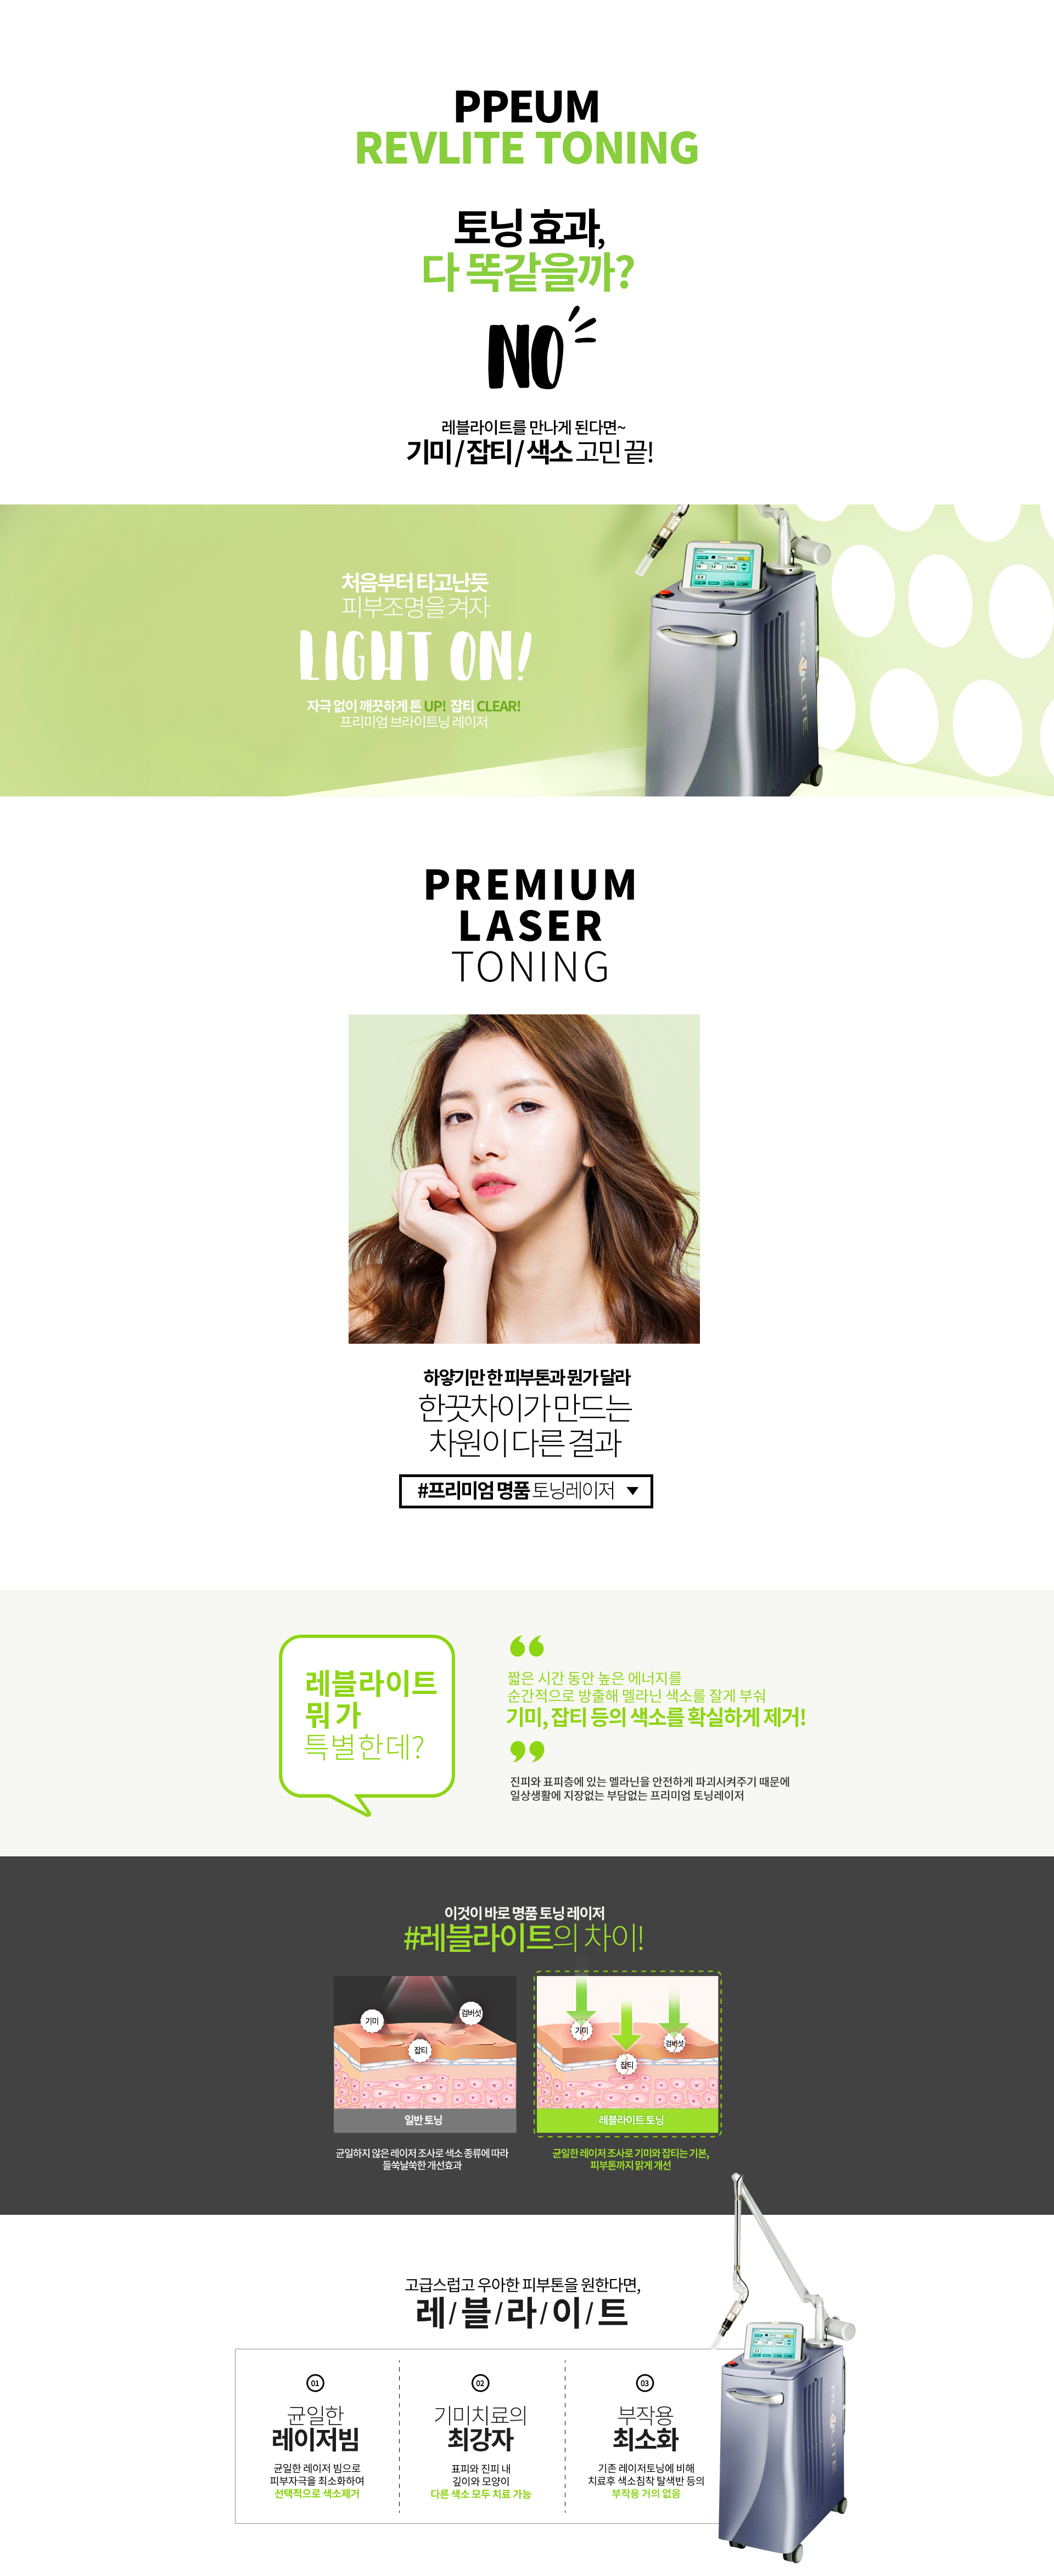 PPEUM
REVLITE TONING
토닝 효과,
다 똑같을까?
NO
레블라이트를 만나게 된다면~
기미 / 잡티 / 색소 고민 끝!
처음부터 타고난듯
피부조명을 켜자
LIGHT ON!
자극 없이 깨끗하게 톤 UP! 잡티 CLEAR!
프리미엄 브라이트닝 레이저
PREMIUM
LASER
TONING
하얗기만 한 피부톤과 뭔가 달라
한끗차이가 만드는
차원이 다른 결과
#프리미엄 명품 토닝레이저 ▼
레블라이트
뭐 가
특별한데?
짧은 시간 동안 높은 에너지를
순간적으로 방출해 멜라닌 색소를 잘게 부숴
기미, 잡티 등의 색소를 확실하게 제거!
진피와 표피층에 있는 멜라닌을 안전하게 파괴시켜주기 때문에
일상생활에 지장없는 부담없는 프리미엄 토닝레이저
이것이 바로 명품 토닝 레이저
#레블라이트의 차이!
기미
잡티
검버섯
일반 토닝
균일하지 않은 레이저 조사로 색소 종류에 따라
들쑥날쑥한 개선효과
기미
잡티
검버섯
레블라이트 토닝
균일한 레이저 조사로 기미와 잡티는 기본,
피부톤까지 맑게 개선
고급스럽고 우아한 피부톤을 원한다면,
레 / 블 / 라 / 이 / 트
01
균일한
레이저빔
균일한 레이저 빔으로
피부자극을 최소화하여
선택적으로 색소제거
02
기미치료의
최강자
표피와 진피 내
깊이와 모양이
다른 색소 모두 치료 가능
03
부작용
최소화
기존 레이저토닝에 비해
치료후 색소침착 탈색반 등의
부작용 거의 없음